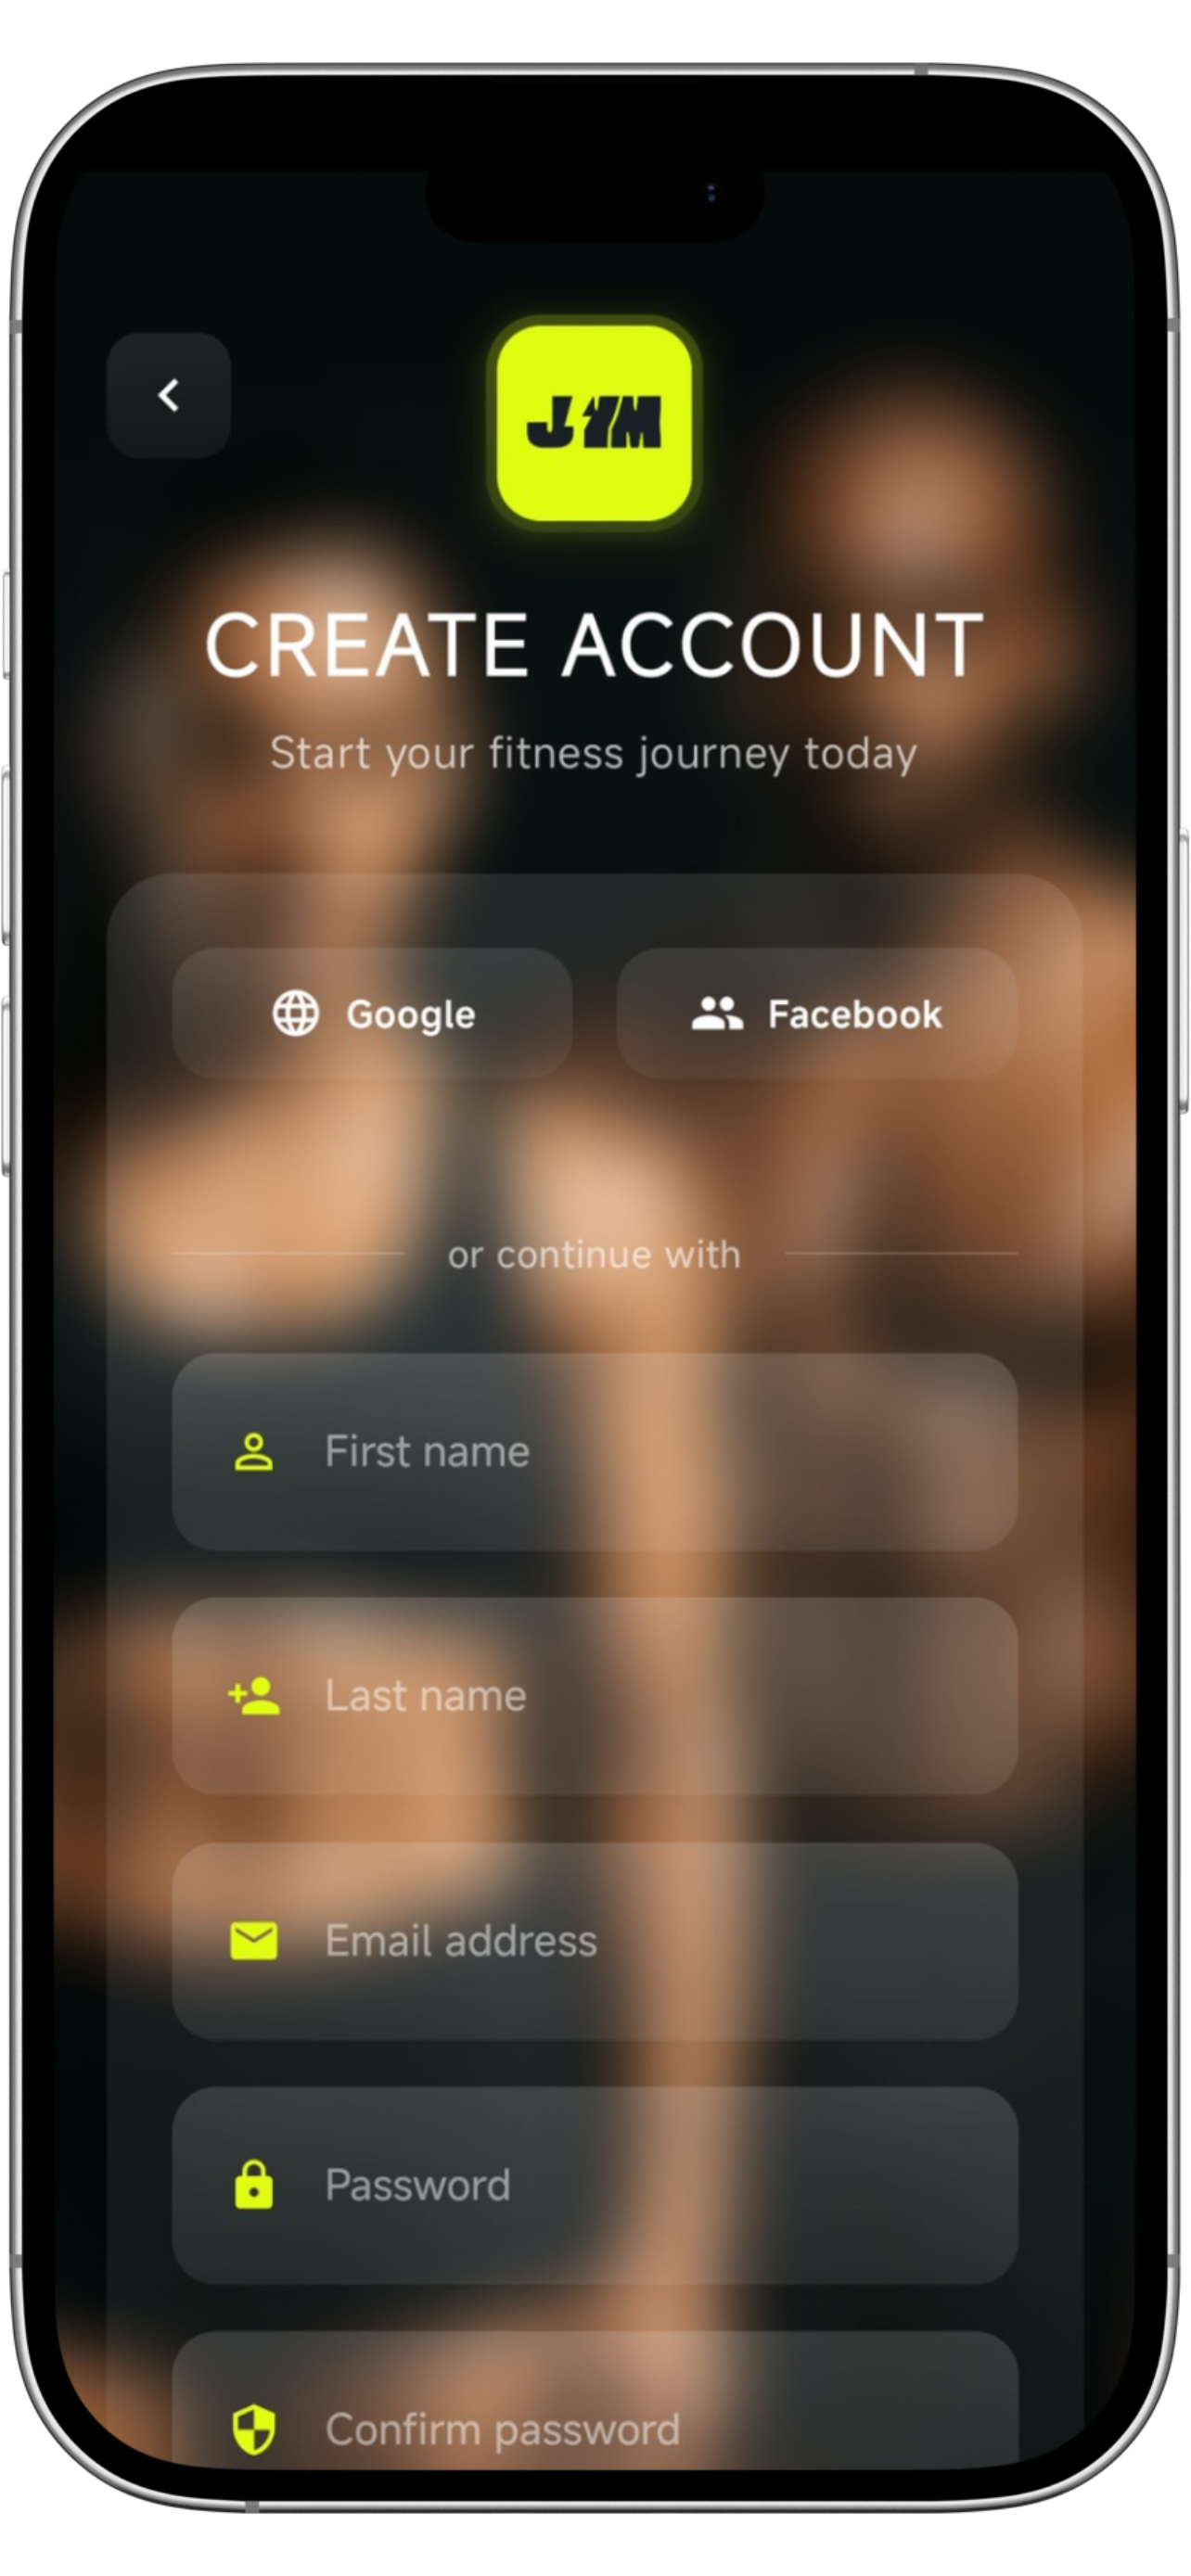 JYM
CREATE ACCOUNT
Start your fitness journey today
Google
Facebook
or continue with
First name
Last name
Email address
Password
Confirm password